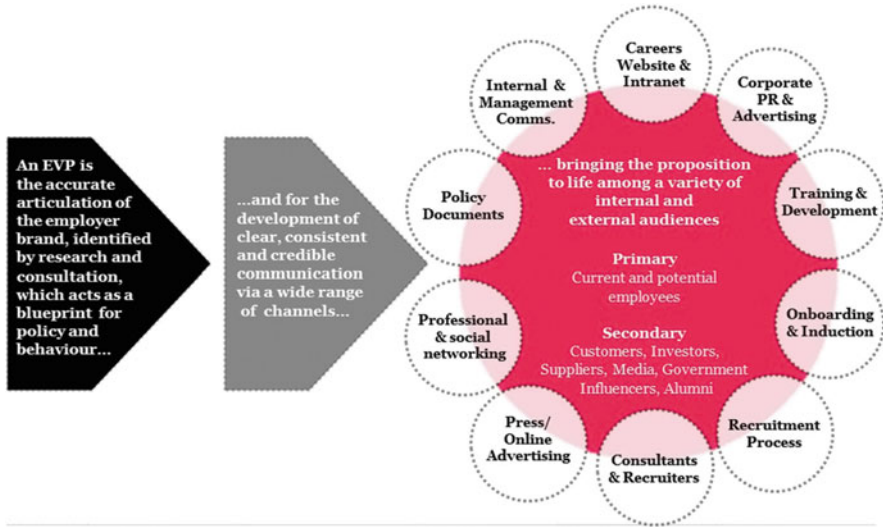 An EVP is
the accurate
articulation of
the employer
brand, identified
by research and
consultation,
which acts as a
blueprint for
policy and
behaviour...
...and for the
development of
clear, consistent
and credible
communication
via a wide range
of channels...
... bringing the proposition
to life among a variety of
internal and
external audiences
Primary
Current and potential
employees
Secondary
Customers, Investors,
Suppliers, Media, Government
Influencers, Alumni
Careers
Website &
Intranet
Corporate
PR &
Advertising
Training &
Development
Onboarding
& Induction
Recruitment
Process
Consultants
& Recruiters
Press/
Online
Advertising
Professional
& social
networking
Policy
Documents
Internal &
Management
Comms.